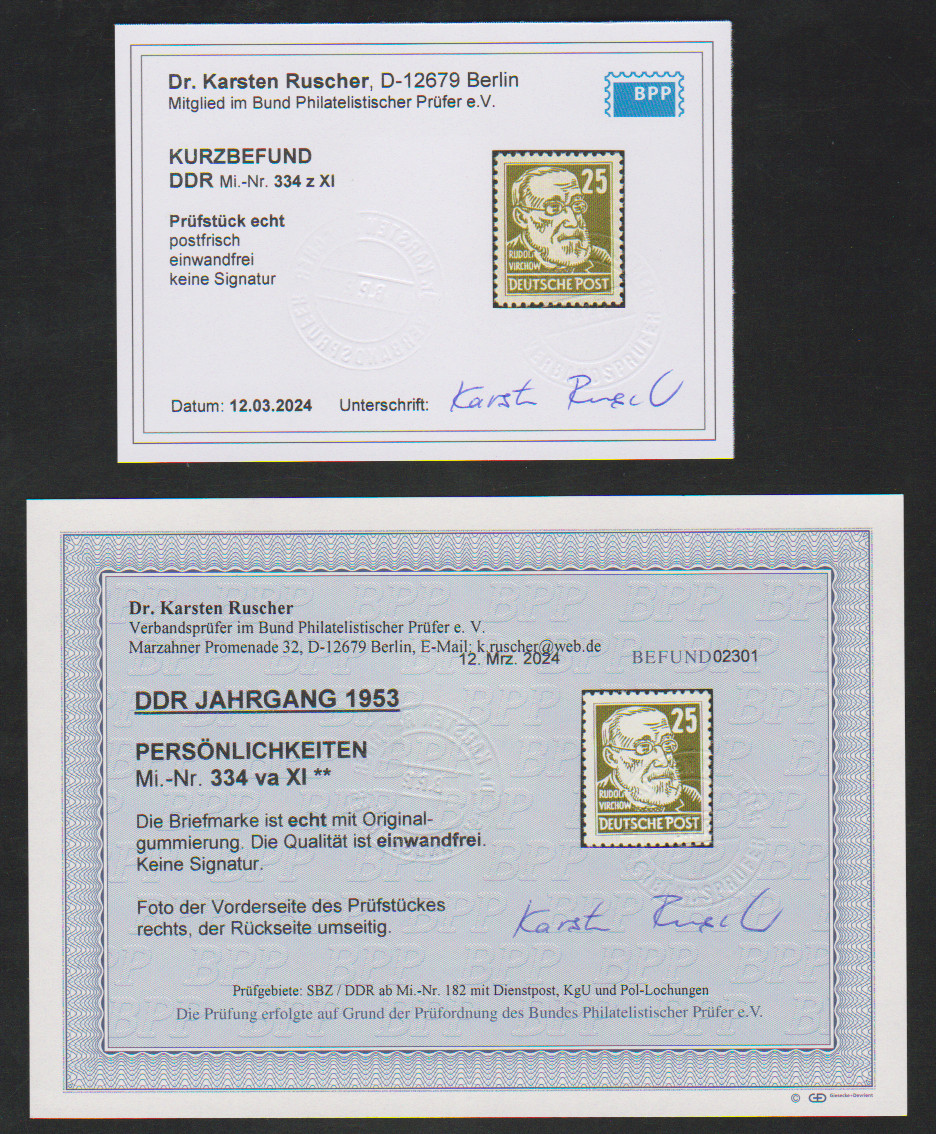 Dr. Karsten Ruscher, D-12679 Berlin
Mitglied im Bund Philatelistischer Prüfer e.V.
BPP
KURZBEFUND
DDR Mi.-Nr. 334 z XI
Prüfstück echt
postfrisch
einwandfrei
keine Signatur
25
RUDOLF
VIRCHOW
DEUTSCHE POST
Datum: 12.03.2024 Unterschrift: Karsten Rusch
Dr. Karsten Ruscher
Verbandsprüfer im Bund Philatelistischer Prüfer e. V.
Marzahner Promenade 32, D-12679 Berlin, E-Mail: k.ruscher@web.de
12. Mrz. 2024 BEFUND02301
DDR JAHRGANG 1953
PERSÖNLICHKEITEN
Mi.-Nr. 334 va XI **
25
RUDOLF
VIRCHOW
DEUTSCHE POST
Die Briefmarke ist echt mit Original-
gummierung. Die Qualität ist einwandfrei.
Keine Signatur.
Foto der Vorderseite des Prüfstückes
rechts, der Rückseite umseitig.
Prüfgebiete: SBZ / DDR ab Mi.-Nr. 182 mit Dienstpost, KgU und Pol-Lochungen
Die Prüfung erfolgte auf Grund der Prüfordnung des Bundes Philatelistischer Prüfer e.V.
© Giesecke+Devrient